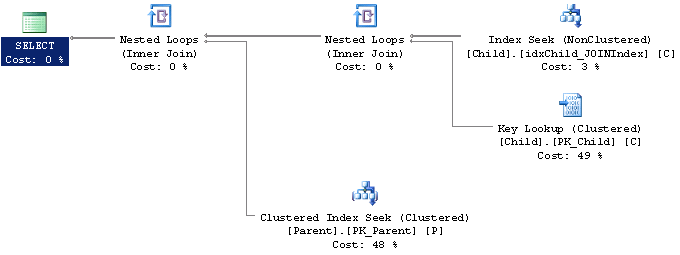 SELECT
Cost: 0 %
Nested Loops
(Inner Join)
Cost: 0 %
Nested Loops
(Inner Join)
Cost: 0 %
Index Seek (NonClustered)
[Child].[idxChild_JOINIndex] [C]
Cost: 3 %
Key Lookup (Clustered)
[Child].[PK_Child] [C]
Cost: 49 %
Clustered Index Seek (Clustered)
[Parent].[PK_Parent] [P]
Cost: 48 %